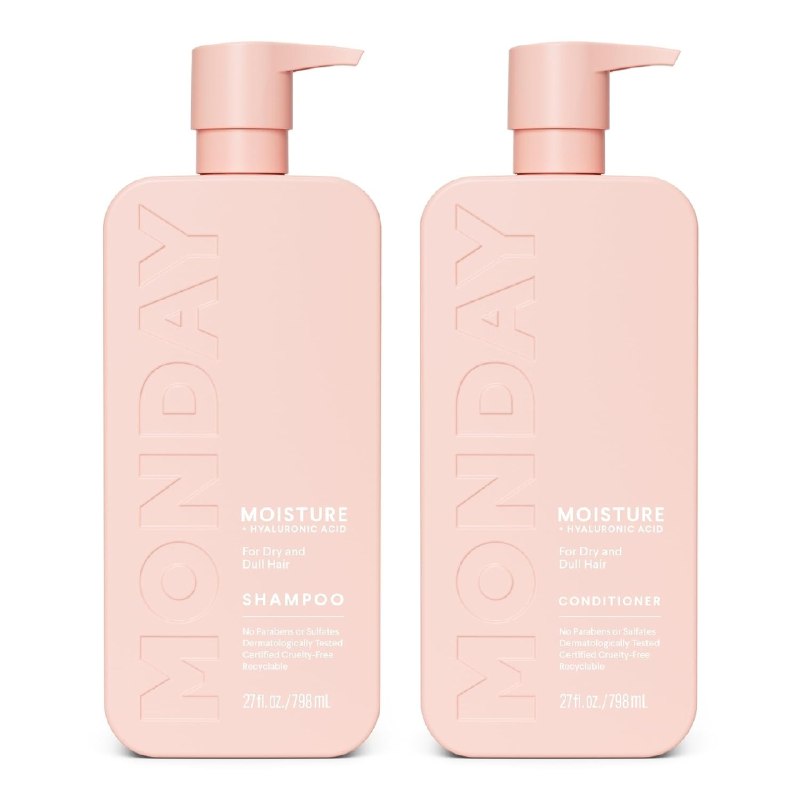 MONDAY
MOISTURE
+ HYALURONIC ACID
For Dry and
Dull Hair
SHAMPOO
No Parabens or Sulfates
Dermatologically Tested
Certified Cruelty-Free
Recyclable
27 fl. oz. / 798 mL
MONDAY
MOISTURE
+ HYALURONIC ACID
For Dry and
Dull Hair
CONDITIONER
No Parabens or Sulfates
Dermatologically Tested
Certified Cruelty-Free
Recyclable
27 fl. oz. / 798 mL